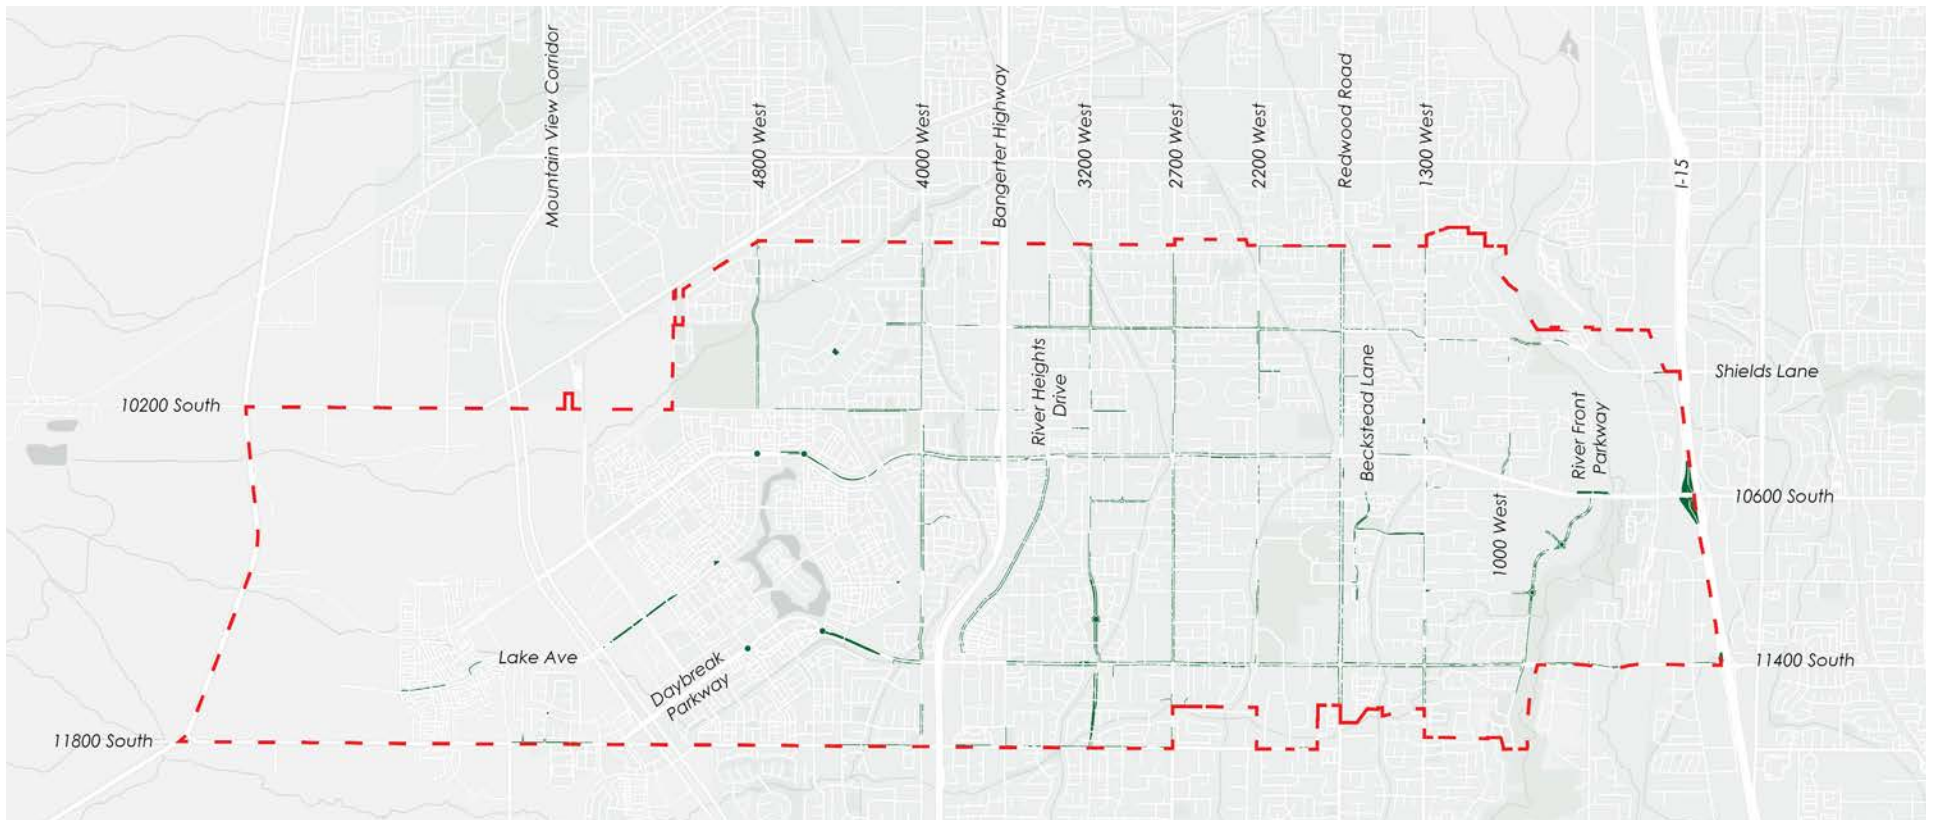 Mountain View Corridor
4800 West
4000 West
Bangerter Highway
3200 West
2700 West
2200 West
Redwood Road
1300 West
I-15
10200 South
River Heights
Drive
Beckstead Lane
River Front
Parkway
Shields Lane
1000 West
10600 South
Lake Ave
Daybreak
Parkway
11400 South
11800 South